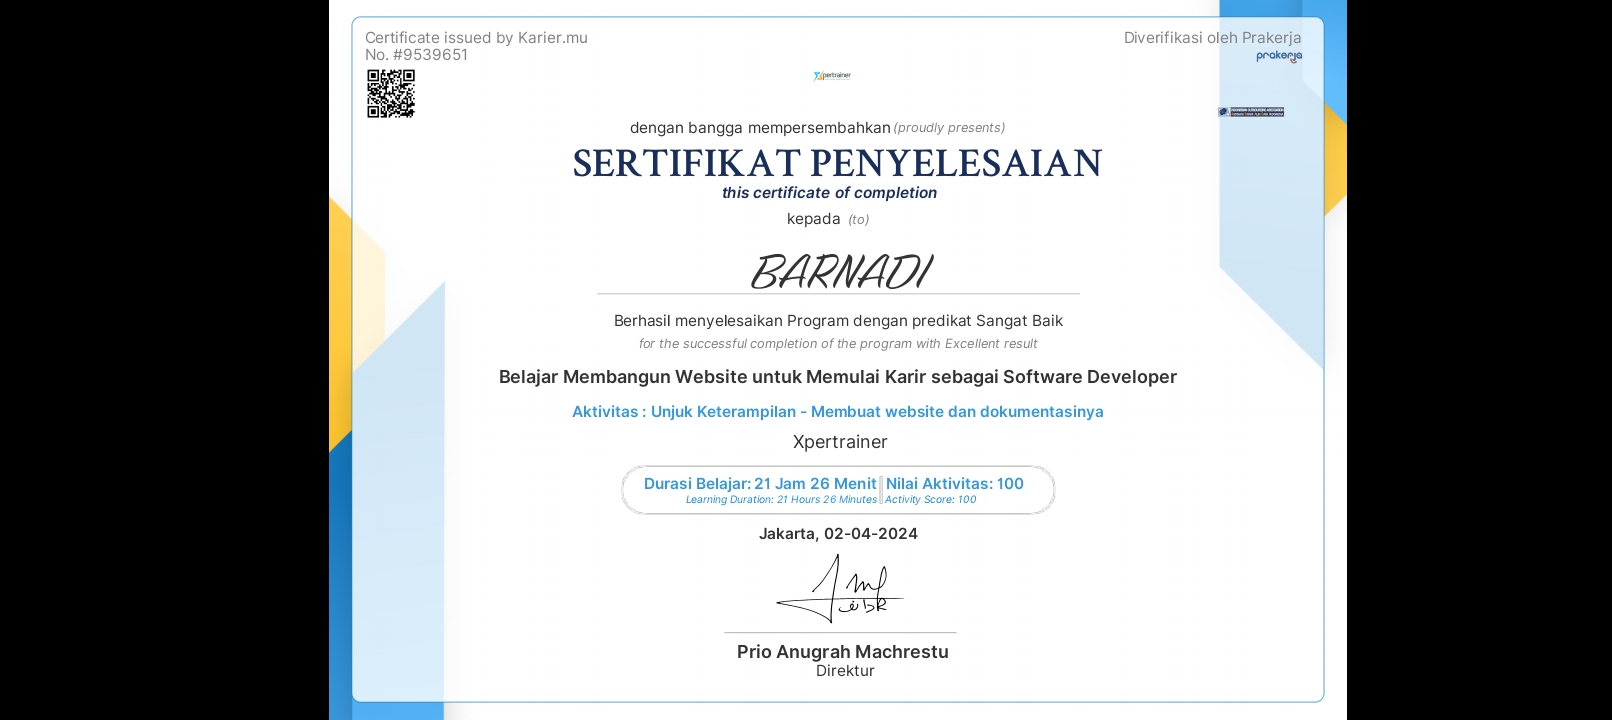 Certificate issued by Karier.mu
No. #9539651
Diverifikasi oleh Prakerja
prakerja
Xpertrainer
dengan bangga mempersembahkan (proudly presents)
SERTIFIKAT PENYELESAIAN
this certificate of completion
kepada (to)
BARNADI
Berhasil menyelesaikan Program dengan predikat Sangat Baik
for the successful completion of the program with Excellent result
Belajar Membangun Website untuk Memulai Karir sebagai Software Developer
Aktivitas : Unjuk Keterampilan - Membuat website dan dokumentasinya
Xpertrainer
Durasi Belajar: 21 Jam 26 Menit Nilai Aktivitas: 100
Learning Duration: 21 Hours 26 Minutes Activity Score: 100
Jakarta, 02-04-2024
Prio Anugrah Machrestu
Direktur